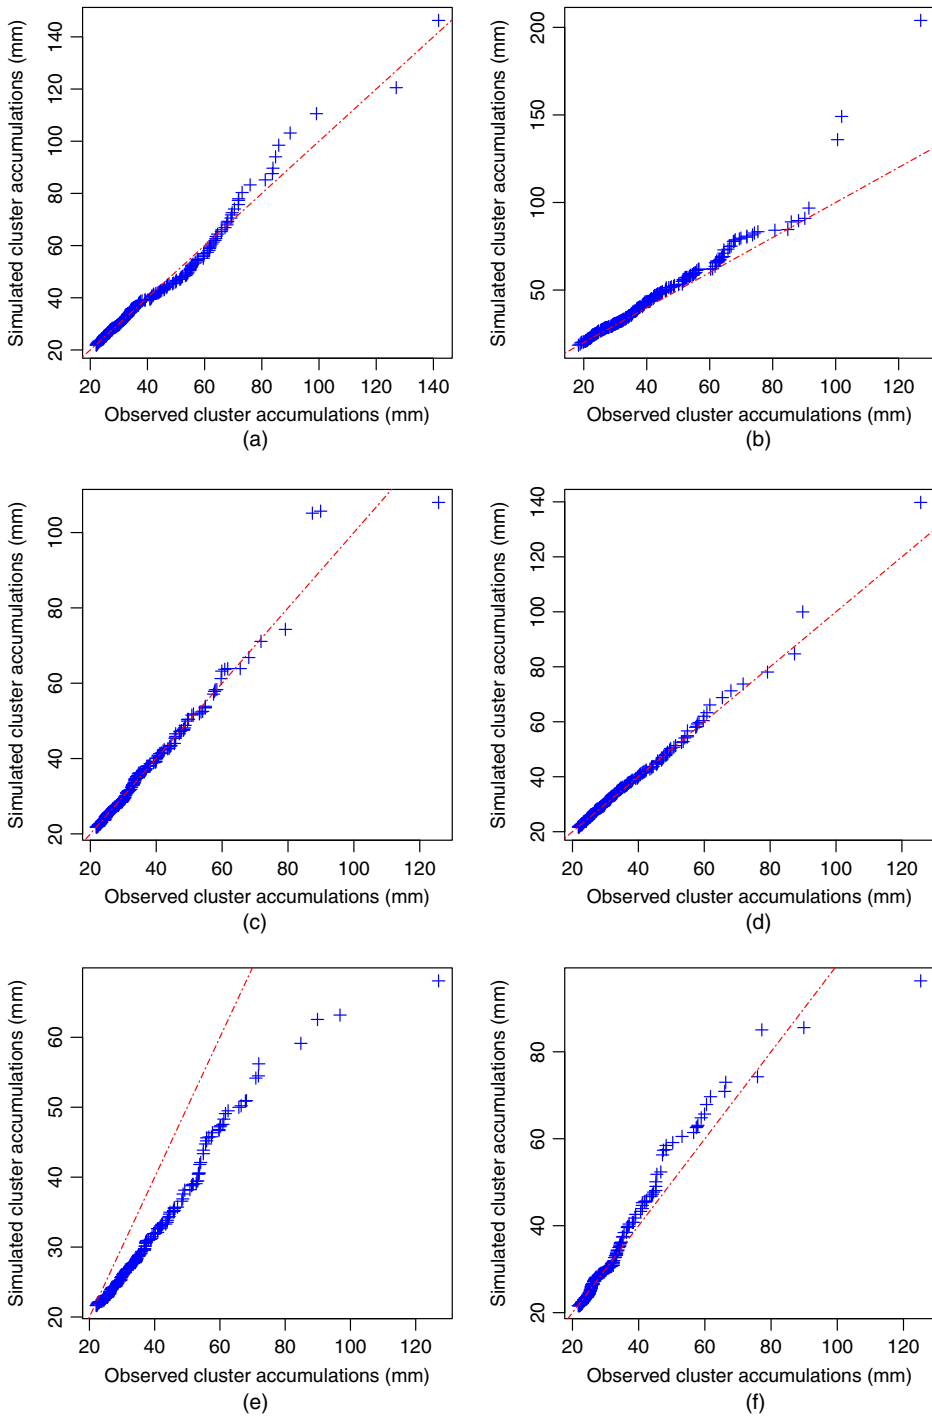 Simulated cluster accumulations (mm)
140
120
100
80
60
40
20
20 40 60 80 100 120 140
Observed cluster accumulations (mm)
(a)
Simulated cluster accumulations (mm)
200
150
100
50
20 40 60 80 100 120
Observed cluster accumulations (mm)
(b)
Simulated cluster accumulations (mm)
100
80
60
40
20
20 40 60 80 100 120
Observed cluster accumulations (mm)
(c)
Simulated cluster accumulations (mm)
140
120
100
80
60
40
20
20 40 60 80 100 120
Observed cluster accumulations (mm)
(d)
Simulated cluster accumulations (mm)
60
50
40
30
20
20 40 60 80 100 120
Observed cluster accumulations (mm)
(e)
Simulated cluster accumulations (mm)
80
60
40
20
20 40 60 80 100 120
Observed cluster accumulations (mm)
(f)